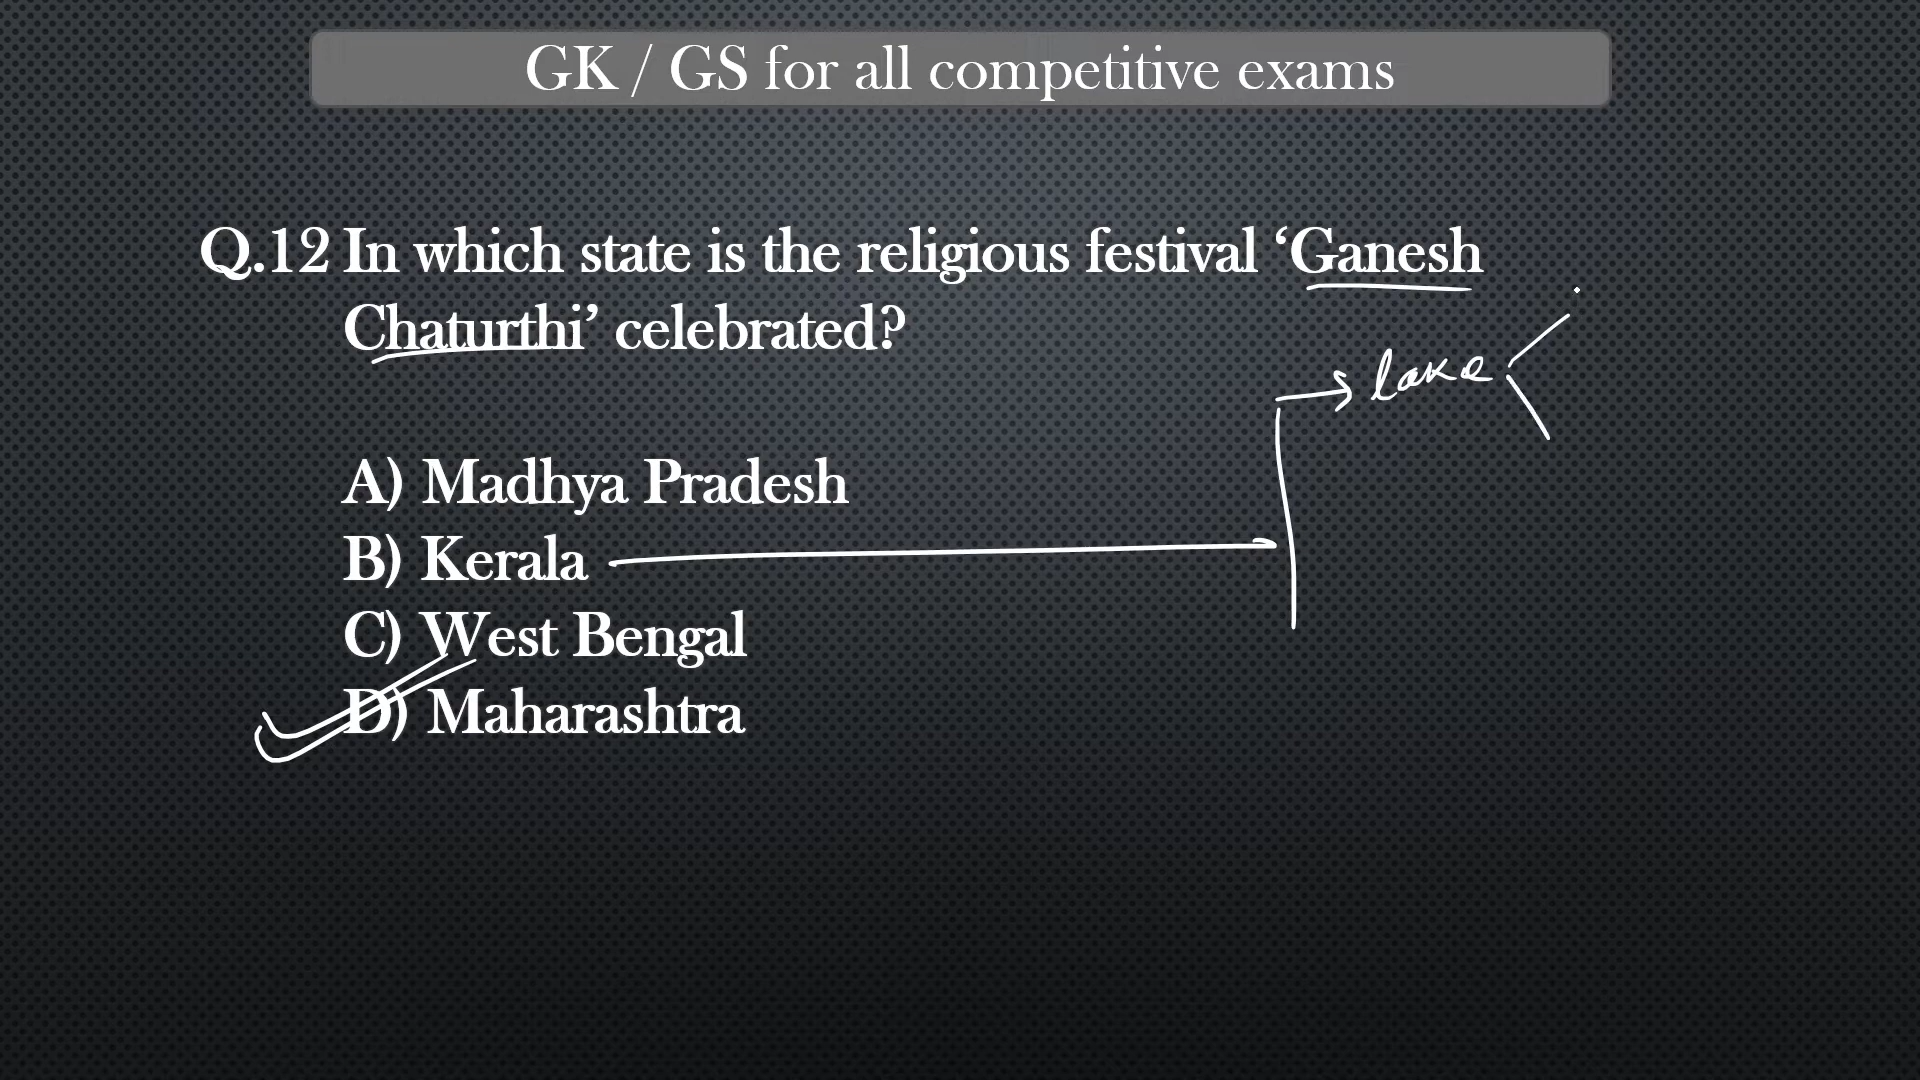 GK / GS for all competitive exams
Q.12 In which state is the religious festival ‘Ganesh
Chaturthi’ celebrated?
lake
A) Madhya Pradesh
B) Kerala
C) West Bengal
D) Maharashtra